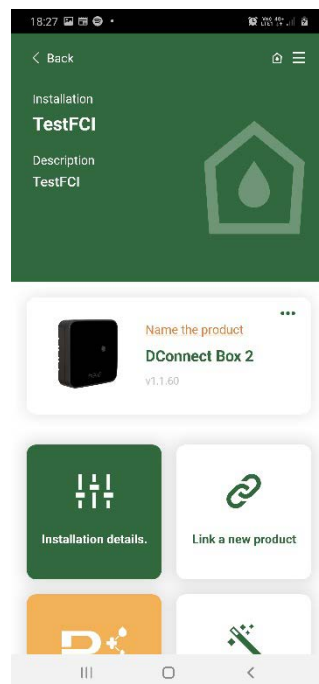 18:27
Back
Installation
TestFCI
Description
TestFCI
Name the product
DConnect Box 2
v1.1.60
Installation details.
Link a new product